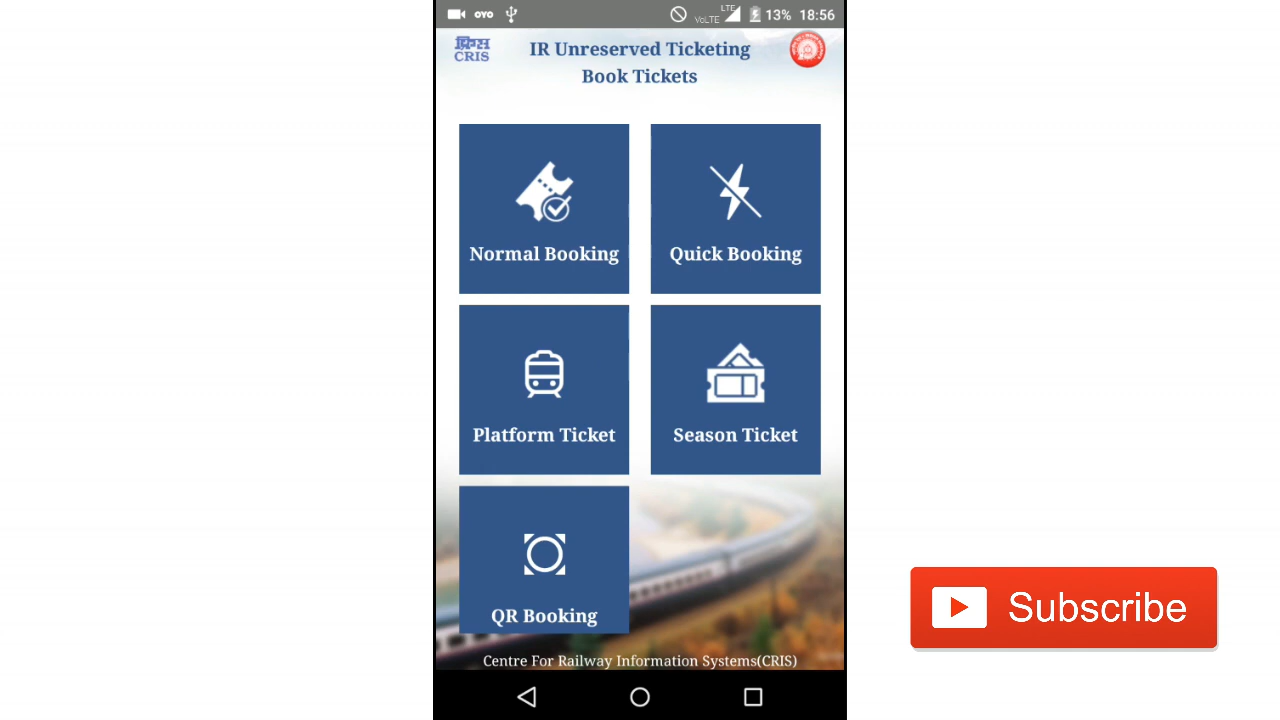 OYO
LTE
VoLTE
13%
18:56
क्रिस
CRIS
IR Unreserved Ticketing
Book Tickets
Normal Booking
Quick Booking
Platform Ticket
Season Ticket
QR Booking
Subscribe
Centre For Railway Information Systems(CRIS)